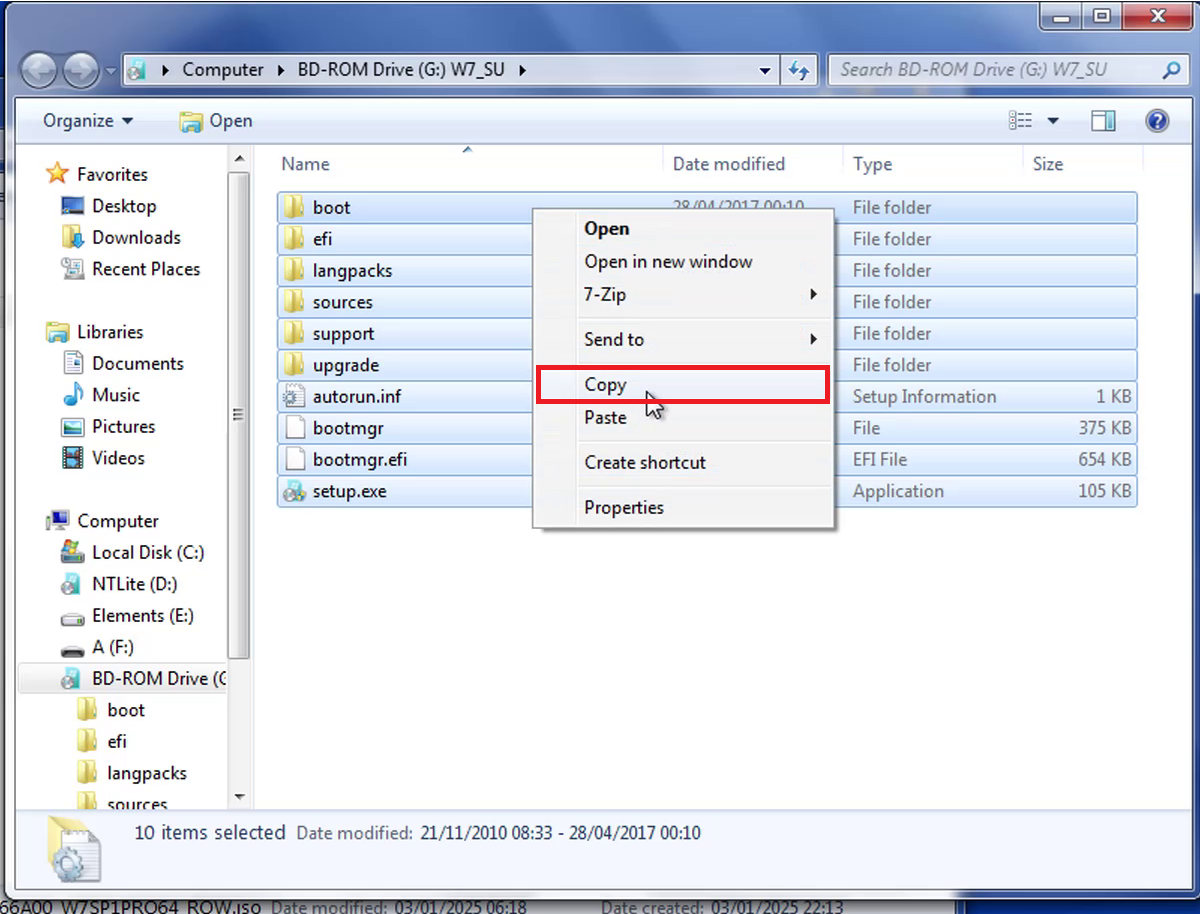 Computer BD-ROM Drive (G:) W7_SU Search BD-ROM Drive (G:) W7_SU
Organize Open
Name Date modified Type Size
Favorites
Desktop
Downloads
Recent Places
Libraries
Documents
Music
Pictures
Videos
Computer
Local Disk (C:)
NTLite (D:)
Elements (E:)
A (F:)
BD-ROM Drive (G
boot
efi
langpacks
sources
boot 28/04/2017 00:10 File folder
efi File folder
langpacks File folder
sources File folder
support File folder
upgrade File folder
autorun.inf Setup Information 1 KB
bootmgr File 375 KB
bootmgr.efi EFI File 654 KB
setup.exe Application 105 KB
Open
Open in new window
7-Zip
Send to
Copy
Paste
Create shortcut
Properties
10 items selected Date modified: 21/11/2010 08:33 - 28/04/2017 00:10
66A00_W7SP1PRO64_ROW.iso Date modified: 03/01/2025 06:18 Date created: 03/01/2025 22:13